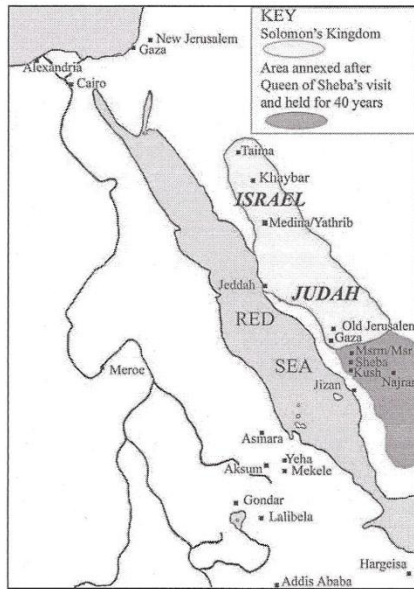 KEY
Solomon's Kingdom
Area annexed after
Queen of Sheba's visit
and held for 40 years
New Jerusalem
Gaza
Alexandria
Cairo
Taima
Khaybar
ISRAEL
Medina/Yathrib
Jeddah
JUDAH
RED
SEA
Old Jerusalem
Gaza
Msrm/Msr
Sheba
Kush
Najran
Jizan
Meroe
Asmara
Yeha
Aksum
Mekele
Gondar
Lalibela
Hargeisa
Addis Ababa